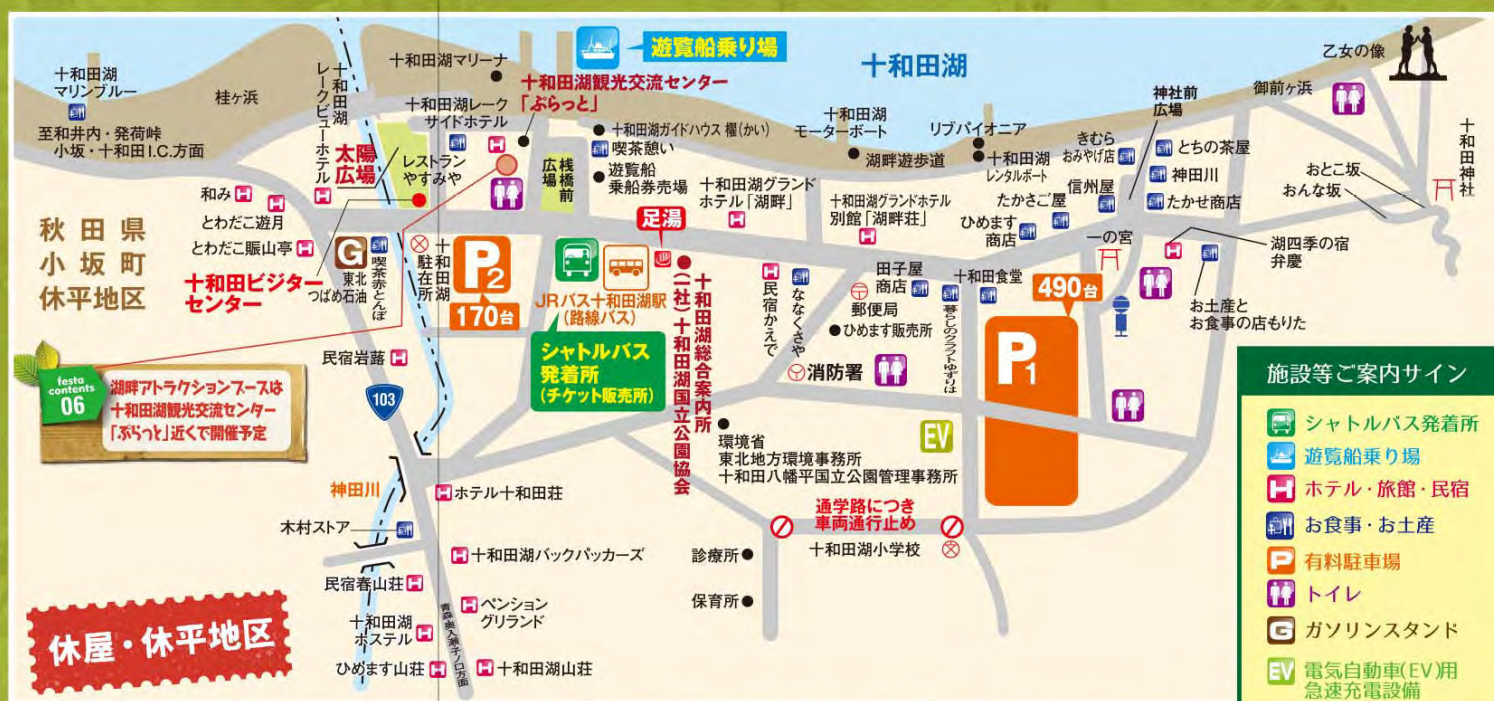 遊覧船乗り場
十和田湖
乙女の像
十和田湖
マリンブルー
桂ヶ浜
十和田湖
レークビューホテル
十和田湖マリーナ
十和田湖観光交流センター
「ぷらっと」
十和田湖レーク
サイドホテル
至和井内・発荷峠
小坂・十和田I.C.方面
太陽
広場
レストラン
やすみや
桟橋前
広場
十和田湖ガイドハウス 櫂(かい)
喫茶憩い
遊覧船
乗船券売場
十和田湖
モーターボート
湖畔遊歩道
リブパイオニア
十和田湖
レンタルボート
きむら
おみやげ店
神社前
広場
御前ヶ浜
とちの茶屋
神田川
たかせ商店
信州屋
たかさご屋
ひめます
商店
おとこ坂
おんな坂
十和田神社
和み
とわだこ遊月
とわだこ賑山亭
秋田県
小坂町
休平地区
十和田ビジター
センター
G
東北
つばめ石油
喫茶赤とんぼ
十和田湖
駐在所
P2
170台
JRバス十和田湖駅
(路線バス)
シャトルバス
発着所
(チケット販売所)
足湯
十和田湖総合案内所
(一社)十和田湖国立公園協会
十和田湖グランド
ホテル「湖畔」
十和田湖グランドホテル
別館「湖畔荘」
民宿かえで
ななくさや
田子屋
商店
郵便局
ひめます販売所
消防署
暮らしのクラフトゆずりは
十和田食堂
490台
P1
一の宮
湖四季の宿
弁慶
お土産と
お食事の店もりた
民宿岩蕗
103
festa
contents
06
湖畔アトラクションブースは
十和田湖観光交流センター
「ぷらっと」近くで開催予定
環境省
東北地方環境事務所
十和田八幡平国立公園管理事務所
EV
通学路につき
車両通行止め
十和田湖小学校
診療所
保育所
神田川
ホテル十和田荘
木村ストア
十和田湖バックパッカーズ
民宿春山荘
ペンション
グリランド
十和田湖
ホステル
ひめます山荘
十和田湖山荘
青森奥入瀬子ノ口方面
休屋・休平地区
施設等ご案内サイン
シャトルバス発着所
遊覧船乗り場
H ホテル・旅館・民宿
お食事・お土産
P 有料駐車場
トイレ
G ガソリンスタンド
EV 電気自動車(EV)用
急速充電設備